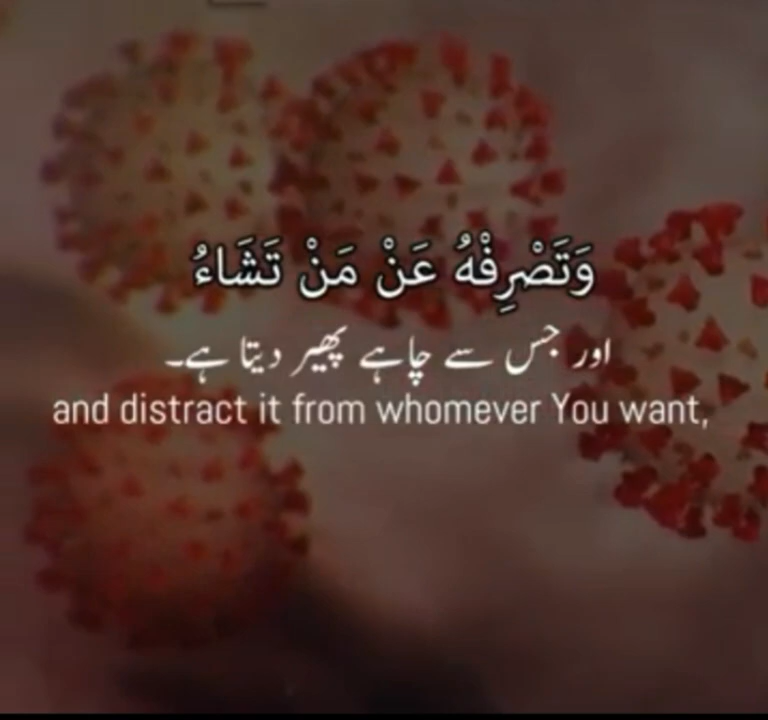 وَتَصْرِفْهُ عَنْ مَنْ تَشَاءُ
اور جس سے چاہے پھیر دیتا ہے۔
and distract it from whomever You want,